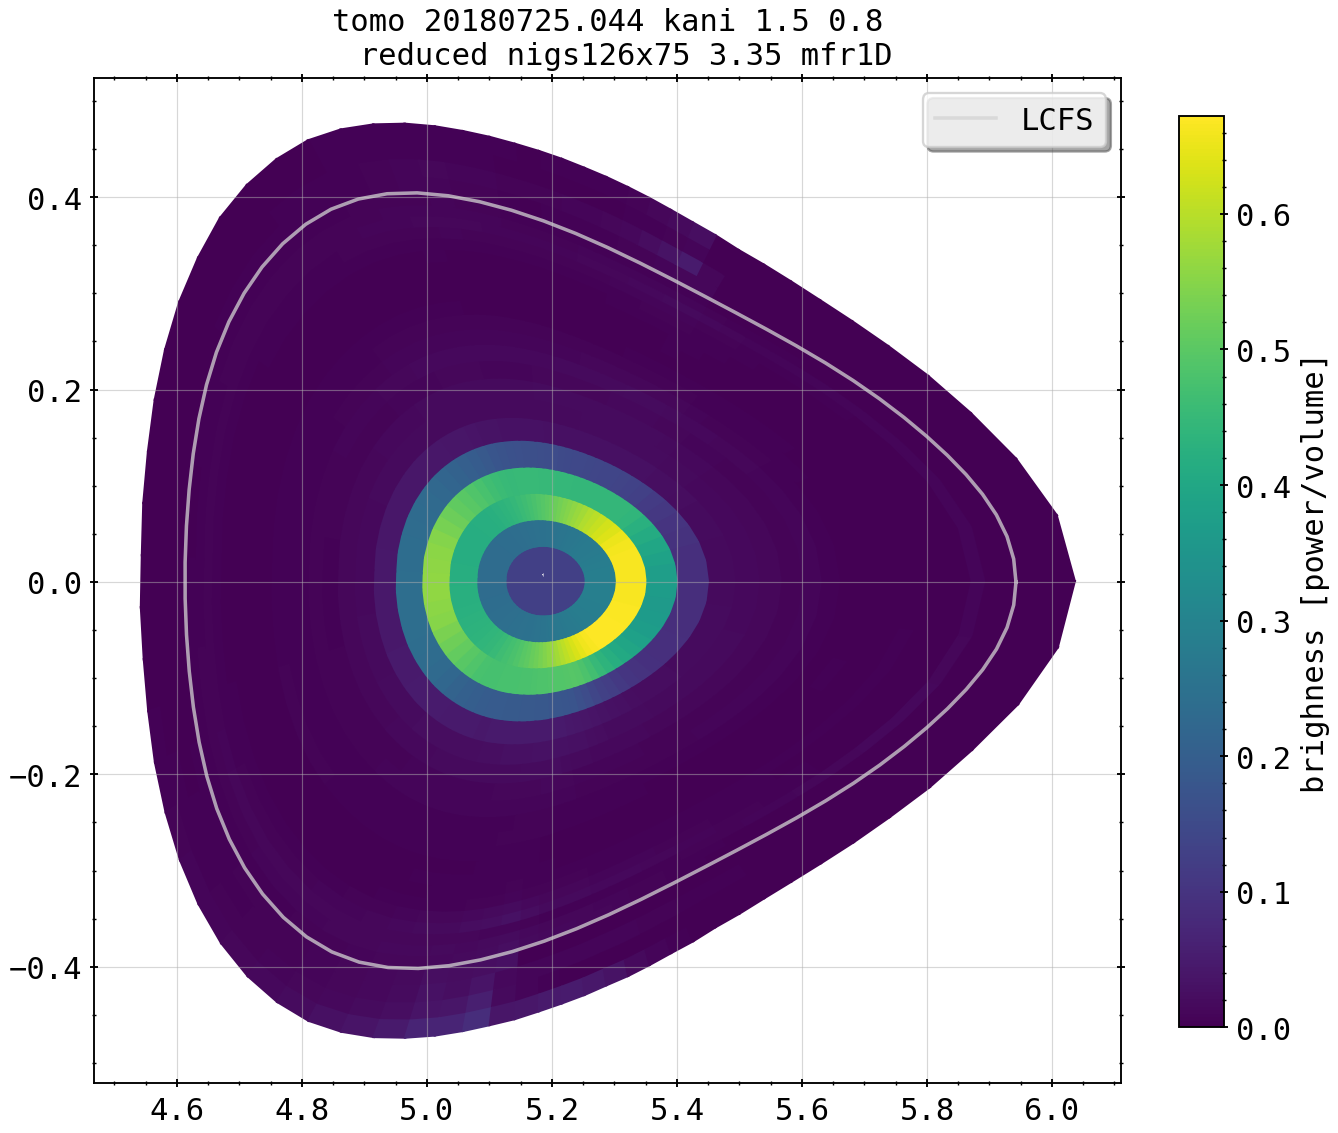 tomo 20180725.044 kani 1.5 0.8
reduced nigs126x75 3.35 mfr1D
LCFS
0.4
0.2
0.0
−0.2
−0.4
4.6 4.8 5.0 5.2 5.4 5.6 5.8 6.0
0.6
0.5
0.4
0.3
0.2
0.1
0.0
brighness [power/volume]